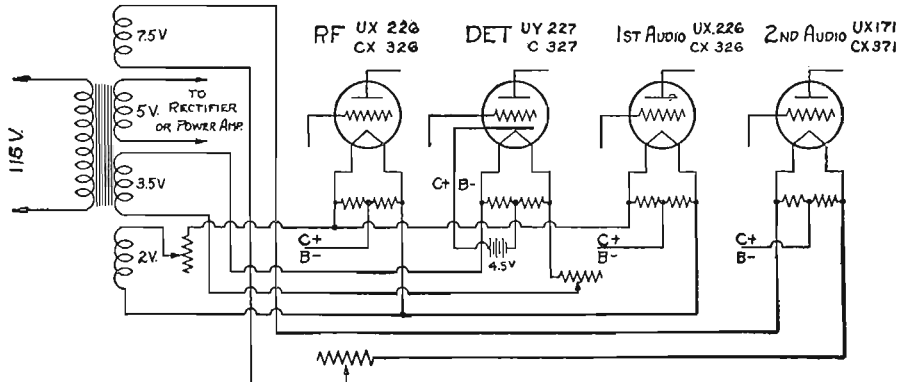 RF UX 226
CX 326
DET UY 227
C 327
1ST AUDIO UX.226
CX 326
2ND AUDIO UX171
CX371
7.5V
115V.
5V.
TO
RECTIFIER
OR POWER AMP.
3.5V
2V.
C+
B-
C+ B-
4.5V
C+
B-
C+
B-